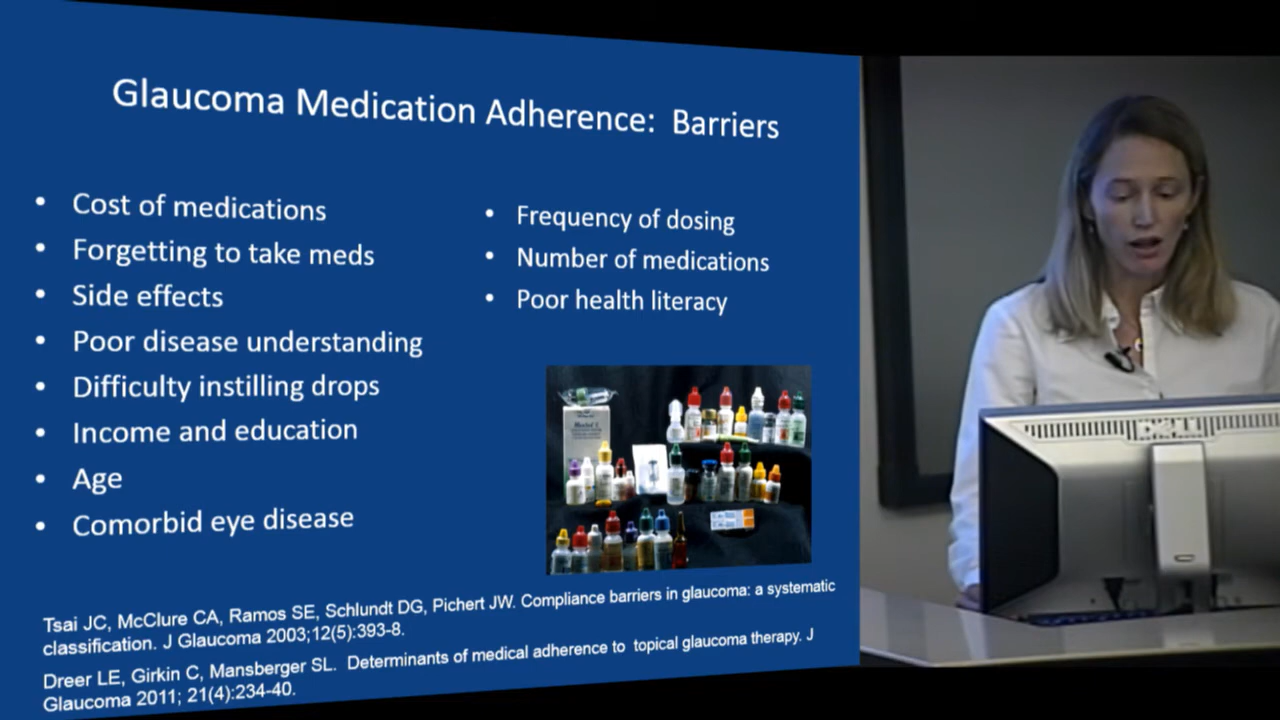 Glaucoma Medication Adherence: Barriers
• Cost of medications
• Forgetting to take meds
• Side effects
• Poor disease understanding
• Difficulty instilling drops
• Income and education
• Age
• Comorbid eye disease
• Frequency of dosing
• Number of medications
• Poor health literacy
Tsai JC, McClure CA, Ramos SE, Schlundt DG, Pichert JW. Compliance barriers in glaucoma: a systematic
classification. J Glaucoma 2003;12(5):393-8.
Dreer LE, Girkin C, Mansberger SL. Determinants of medical adherence to topical glaucoma therapy. J
Glaucoma 2011; 21(4):234-40.